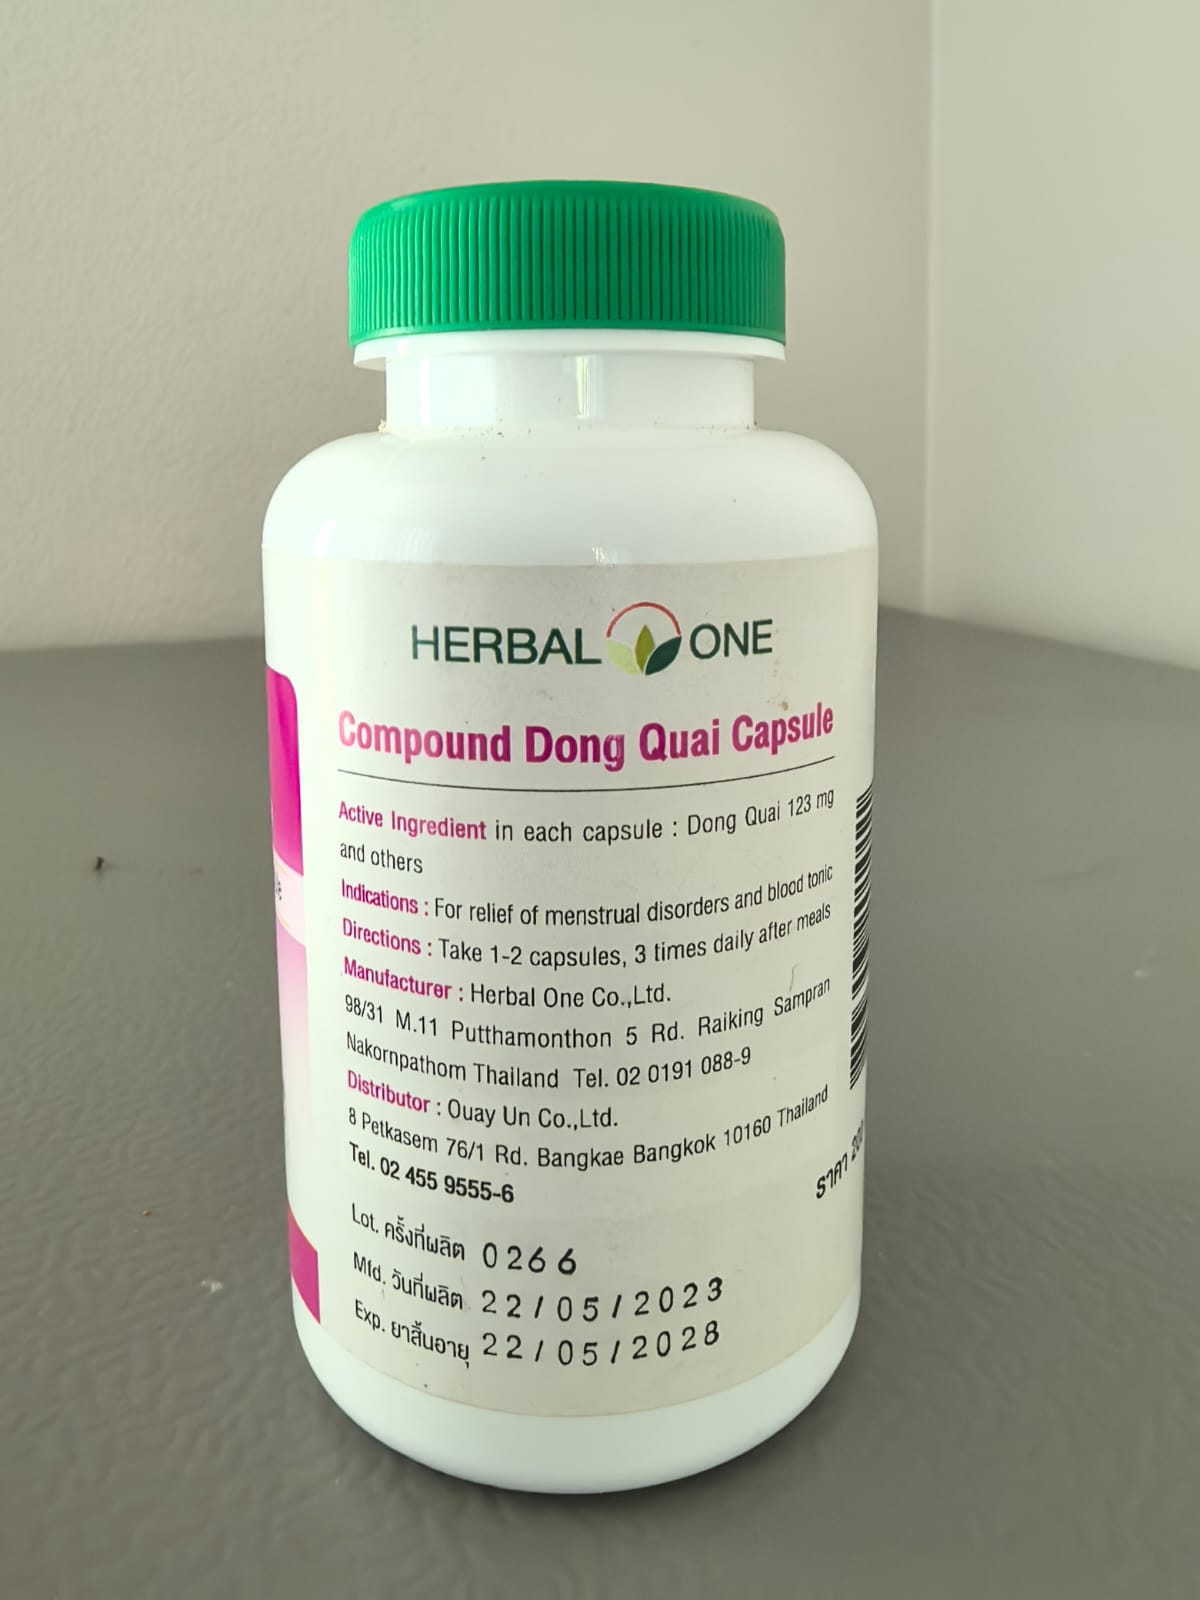 HERBAL ONE
Compound Dong Quai Capsule
Active Ingredient in each capsule : Dong Quai 123 mg
and others
Indications : For relief of menstrual disorders and blood tonic
Directions : Take 1-2 capsules, 3 times daily after meals
Manufacturer : Herbal One Co.,Ltd.
98/31 M.11 Putthamonthon 5 Rd. Raiking Sampran
Nakornpathom Thailand Tel. 02 0191 088-9
Distributor : Ouay Un Co.,Ltd.
8 Petkasem 76/1 Rd. Bangkae Bangkok 10160 Thailand
Tel. 02 455 9555-6
Lot. ครั้งที่ผลิต 0266
Mfd. วันที่ผลิต 22/05/2023
Exp. ยาสิ้นอายุ 22/05/2028
ราคา